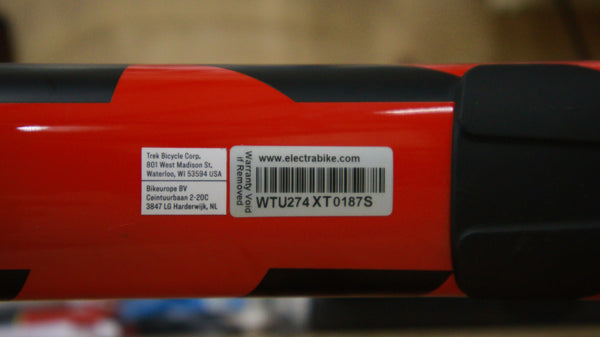 Trek Bicycle Corp.
801 West Madison St,
Waterloo, WI 53594 USA
Bikeurope BV
Ceintuurbaan 2-20C
3847 LG Harderwijk, NL
Warranty Void
if Removed
www.electrabike.com
WTU274XT0187S